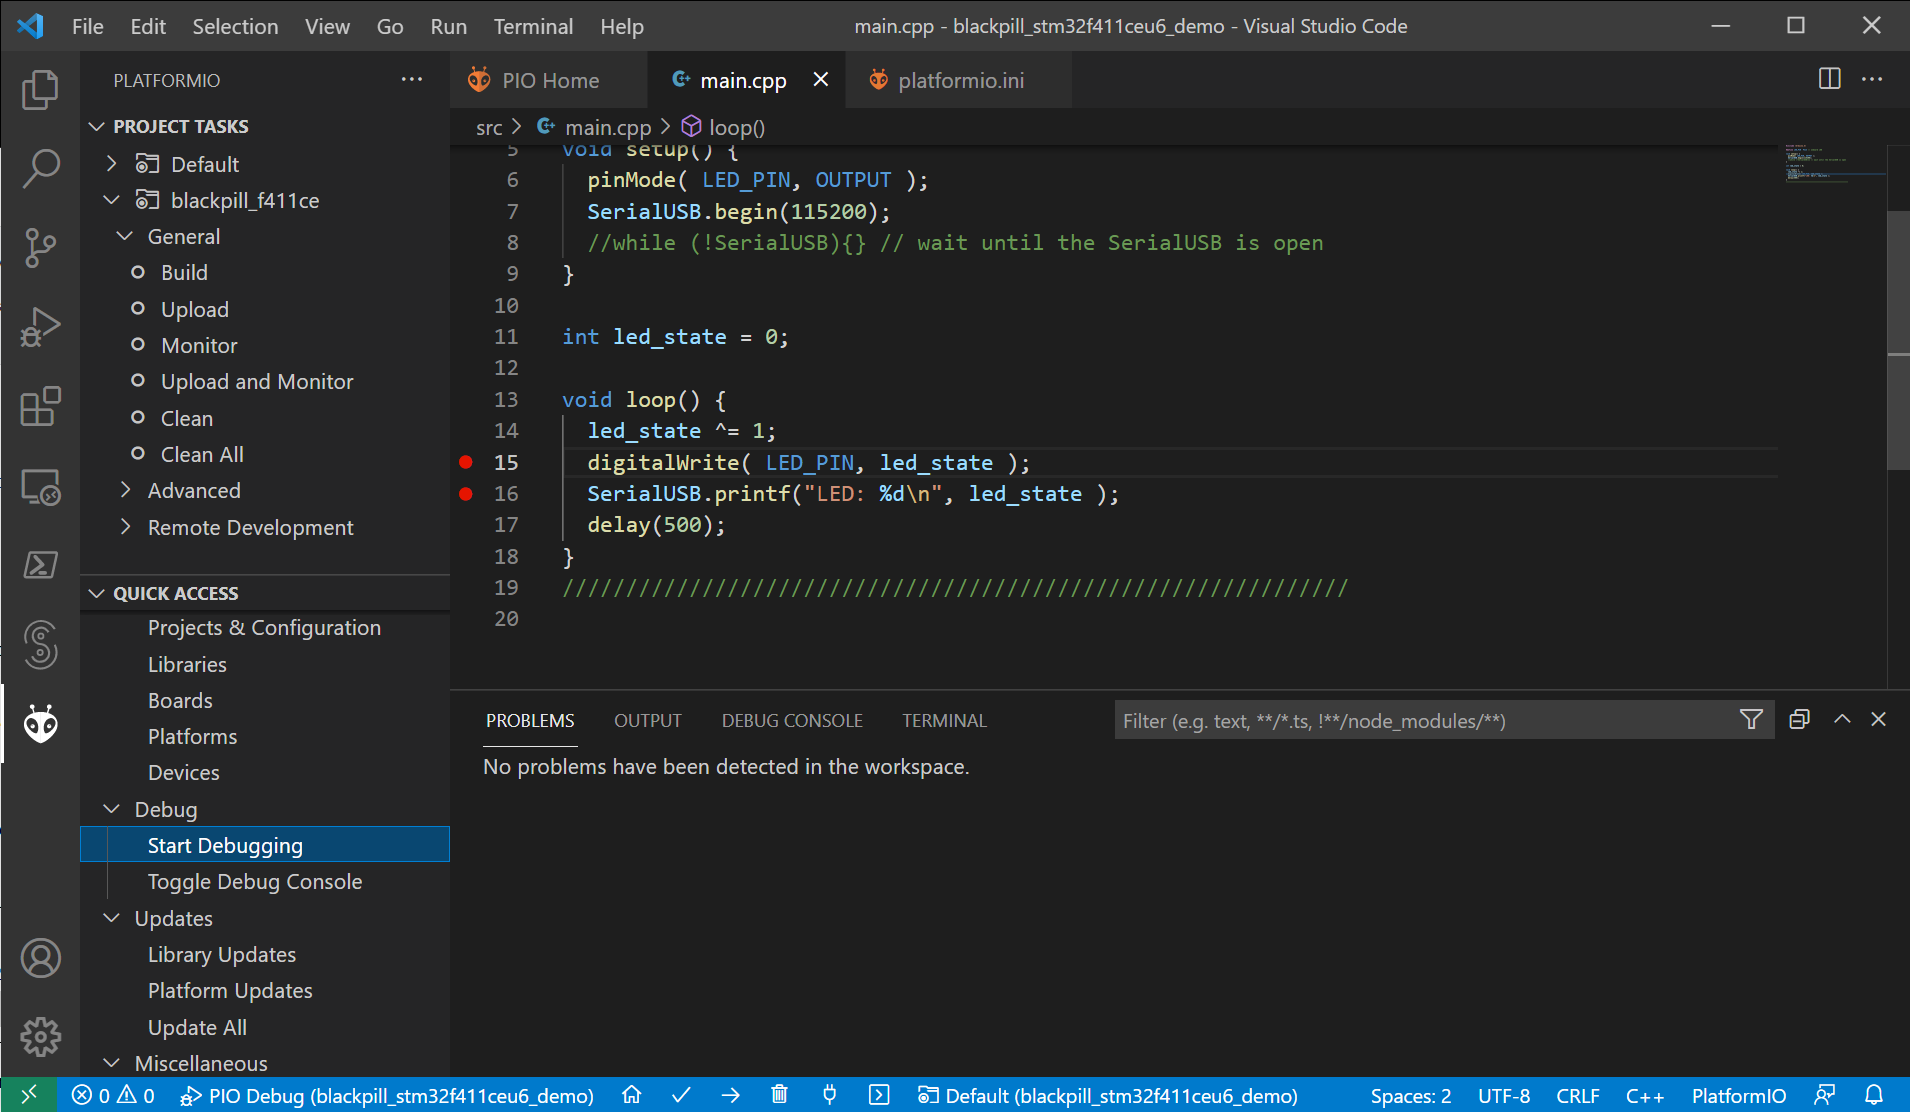 File Edit Selection View Go Run Terminal Help
main.cpp - blackpill_stm32f411ceu6_demo - Visual Studio Code
PLATFORMIO
PROJECT TASKS
Default
blackpill_f411ce
General
Build
Upload
Monitor
Upload and Monitor
Clean
Clean All
Advanced
Remote Development
QUICK ACCESS
Projects & Configuration
Libraries
Boards
Platforms
Devices
Debug
Start Debugging
Toggle Debug Console
Updates
Library Updates
Platform Updates
Update All
Miscellaneous
PIO Home
main.cpp
platformio.ini
src > main.cpp > loop()
5 void setup() {
6 pinMode( LED_PIN, OUTPUT );
7 SerialUSB.begin(115200);
8 //while (!SerialUSB){} // wait until the SerialUSB is open
9 }
10
11 int led_state = 0;
12
13 void loop() {
14 led_state ^= 1;
15 digitalWrite( LED_PIN, led_state );
16 SerialUSB.printf("LED: %d\n", led_state );
17 delay(500);
18 }
19 //////////////////////////////////////////////////////////////
20
PROBLEMS OUTPUT DEBUG CONSOLE TERMINAL
Filter (e.g. text, **/*.ts, !**/node_modules/**)
No problems have been detected in the workspace.
0 0 PIO Debug (blackpill_stm32f411ceu6_demo) Default (blackpill_stm32f411ceu6_demo) Spaces: 2 UTF-8 CRLF C++ PlatformIO